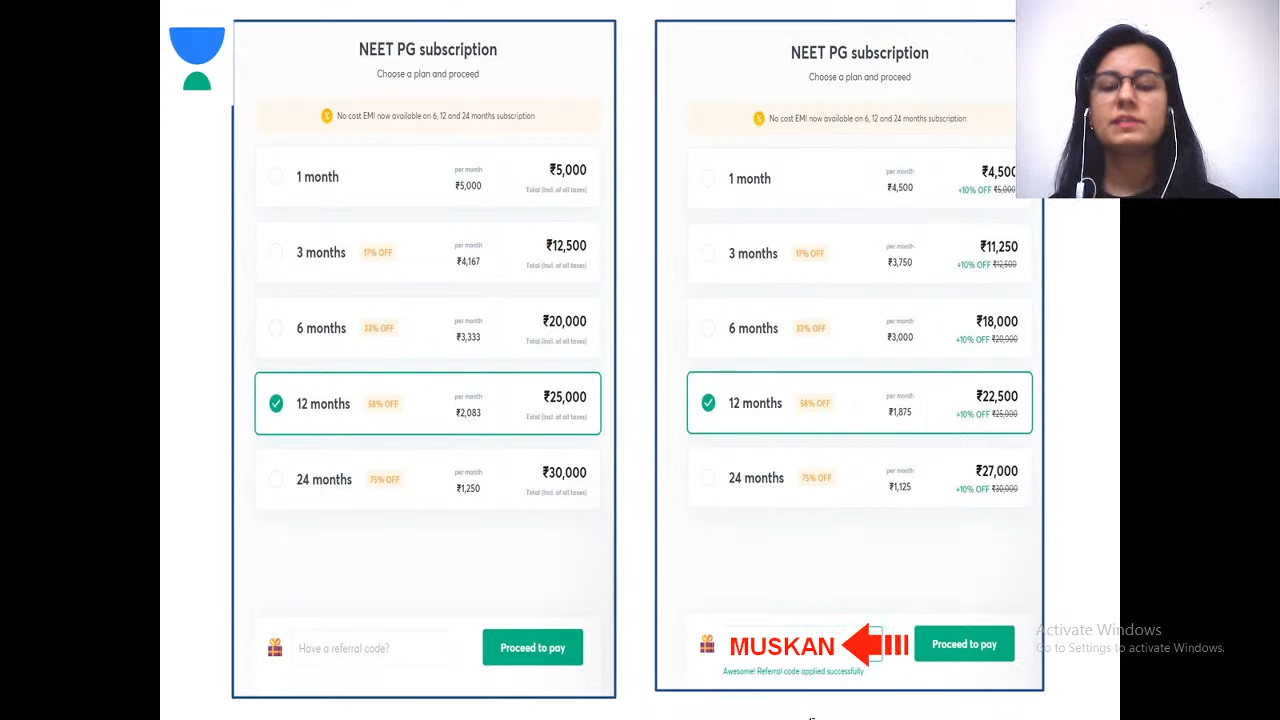 NEET PG subscription
Choose a plan and proceed
No cost EMI now available on 6, 12 and 24 months subscription
1 month
per month
₹5,000
₹5,000
Total (Incl. of all taxes)
3 months
17% OFF
per month
₹4,167
₹12,500
Total (Incl. of all taxes)
6 months
33% OFF
per month
₹3,333
₹20,000
Total (Incl. of all taxes)
12 months
58% OFF
per month
₹2,083
₹25,000
Total (Incl. of all taxes)
24 months
75% OFF
per month
₹1,250
₹30,000
Total (Incl. of all taxes)
Have a referral code?
Proceed to pay
NEET PG subscription
Choose a plan and proceed
No cost EMI now available on 6, 12 and 24 months subscription
1 month
per month
₹4,500
₹4,500
+10% OFF ₹5,000
3 months
17% OFF
per month
₹3,750
₹11,250
+10% OFF ₹12,500
6 months
33% OFF
per month
₹3,000
₹18,000
+10% OFF ₹20,000
12 months
58% OFF
per month
₹1,875
₹22,500
+10% OFF ₹25,000
24 months
75% OFF
per month
₹1,125
₹27,000
+10% OFF ₹30,000
MUSKAN
Proceed to pay
Awesome! Referral code applied successfully
Activate Windows
Go to Settings to activate Windows.